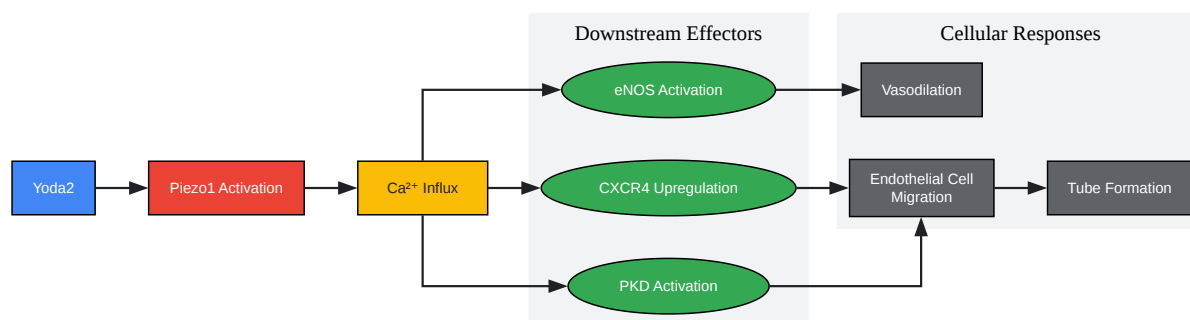 Downstream Effectors
Cellular Responses
eNOS Activation
Vasodilation
Yoda2
Piezo1 Activation
Ca²⁺ Influx
CXCR4 Upregulation
Endothelial Cell
Migration
Tube Formation
PKD Activation